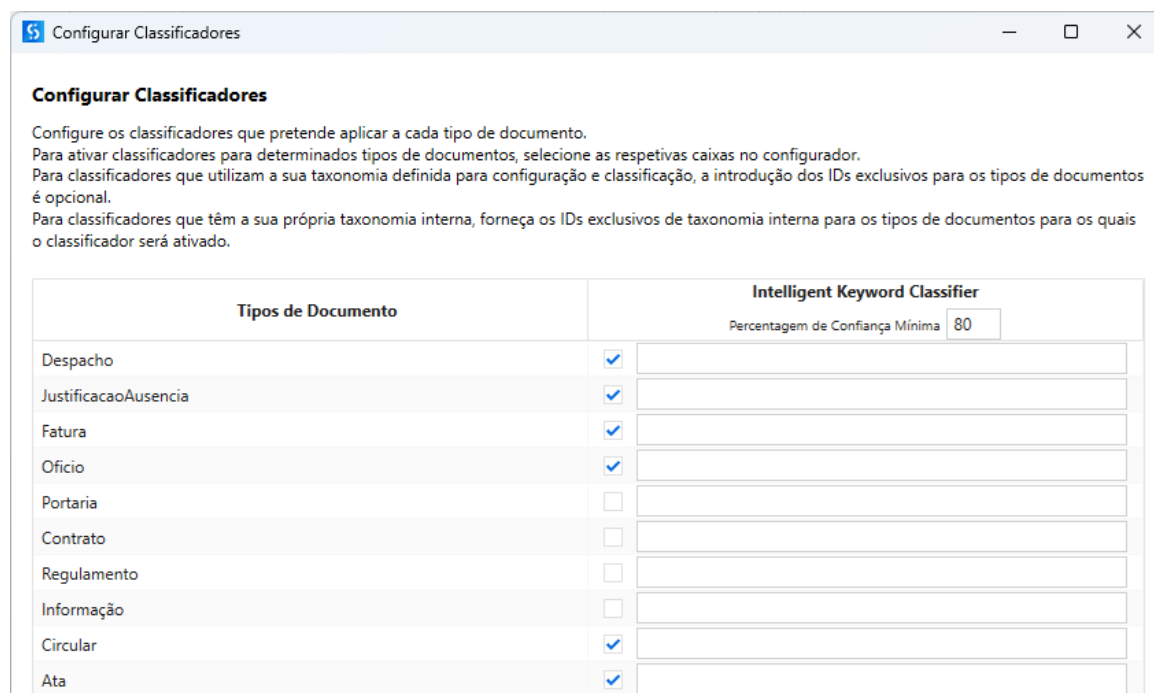 Configurar Classificadores
Configurar Classificadores
Configure os classificadores que pretende aplicar a cada tipo de documento.
Para ativar classificadores para determinados tipos de documentos, selecione as respetivas caixas no configurador.
Para classificadores que utilizam a sua taxonomia definida para configuração e classificação, a introdução dos IDs exclusivos para os tipos de documentos
é opcional.
Para classificadores que têm a sua própria taxonomia interna, forneça os IDs exclusivos de taxonomia interna para os tipos de documentos para os quais
o classificador será ativado.
Tipos de Documento
Intelligent Keyword Classifier
Percentagem de Confiança Mínima 80
Despacho
JustificacaoAusencia
Fatura
Oficio
Portaria
Contrato
Regulamento
Informação
Circular
Ata